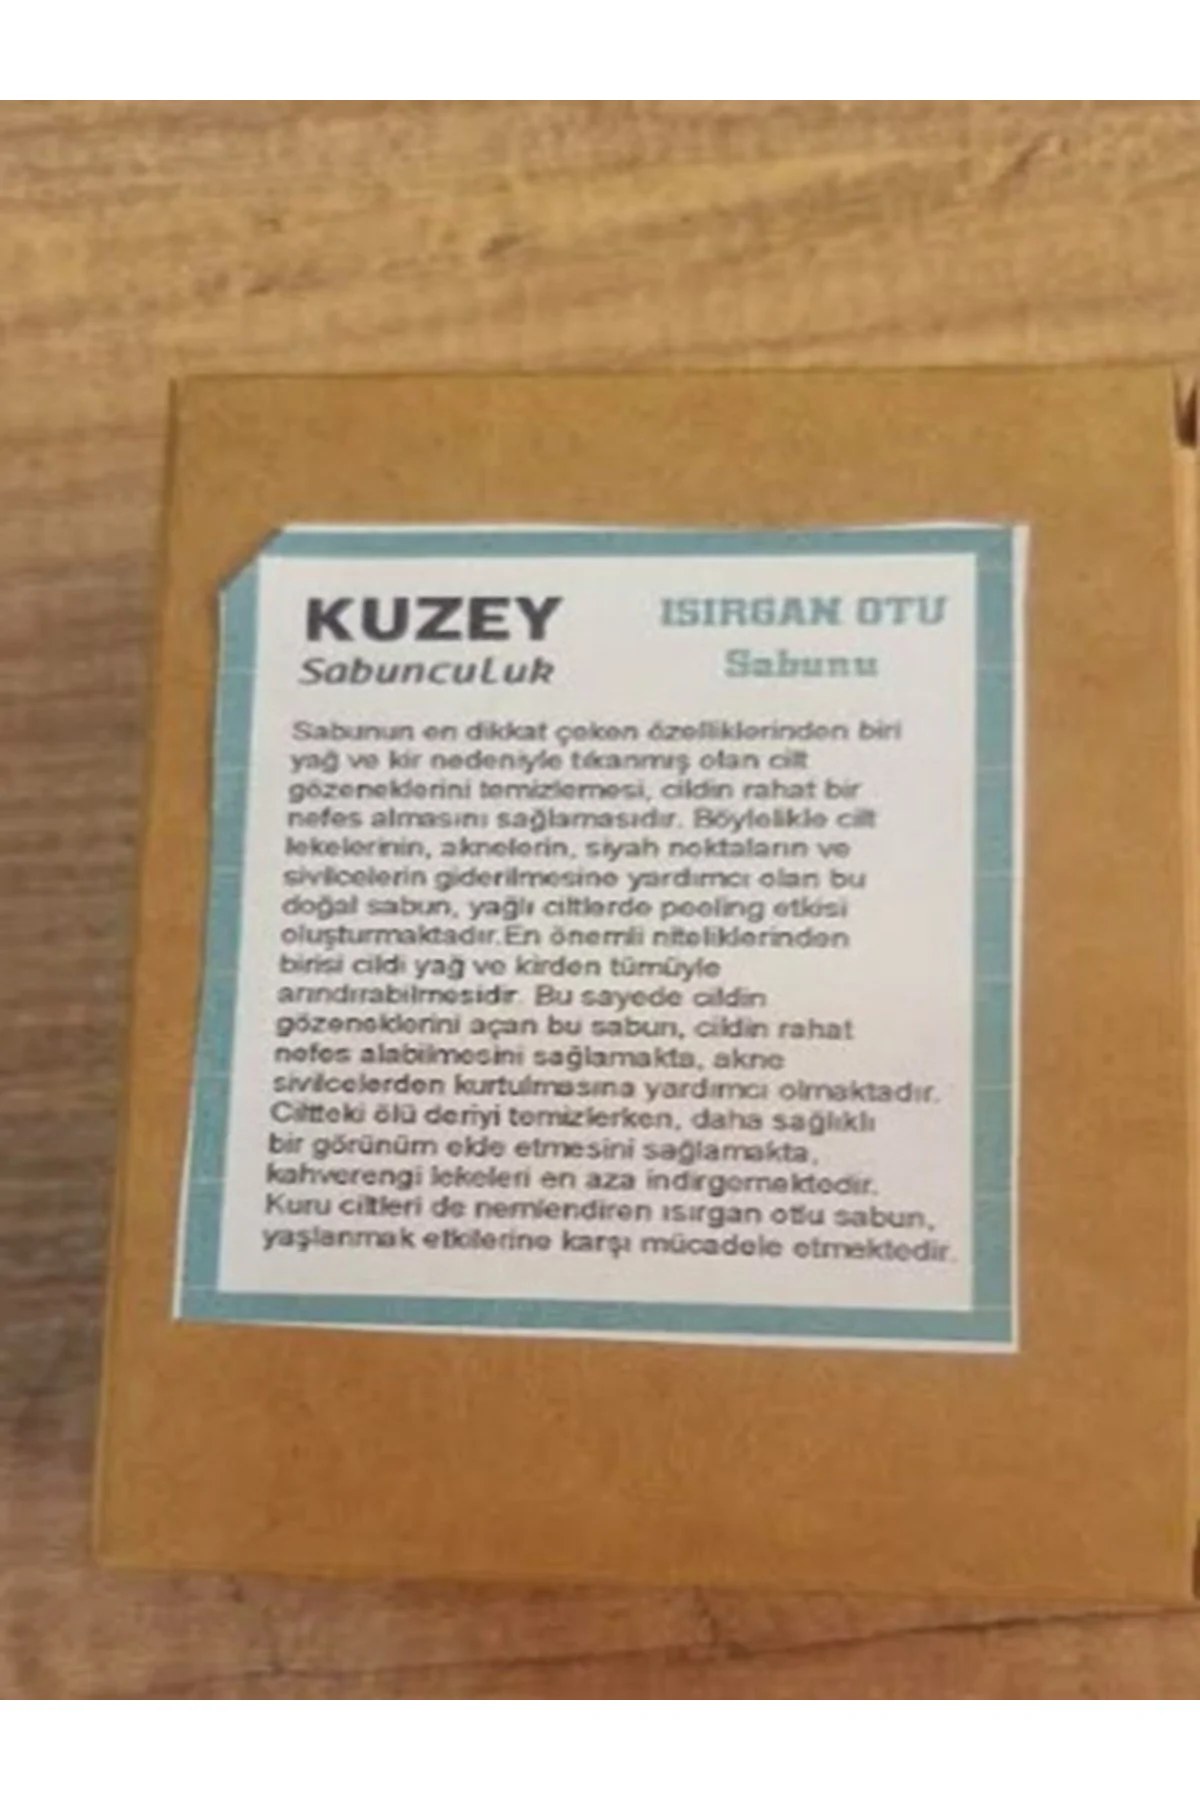 KUZEY
SabuncuLuk
ISIRGAN OTU
Sabunu
Sabunun en dikkat çeken özelliklerinden biri
yağ ve kir nedeniyle tıkanmış olan cilt
gözeneklerini temizlemesi, cildin rahat bir
nefes almasını sağlamasıdır. Böylelikle cilt
lekelerinin, aknelerin, siyah noktaların ve
sivilcelerin giderilmesine yardımcı olan bu
doğal sabun, yağlı ciltlerde peeling etkisi
oluşturmaktadır.En önemli niteliklerinden
birisi cildi yağ ve kirden tümüyle
arındırabilmesidir. Bu sayede cildin
gözeneklerini açan bu sabun, cildin rahat
nefes alabilmesini sağlamakta, akne
sivilcelerden kurtulmasına yardımcı olmaktadır.
Ciltteki ölü deriyi temizlerken, daha sağlıklı
bir görünüm elde etmesini sağlamakta,
kahverengi lekeleri en aza indirgemektedir.
Kuru ciltleri de nemlendiren ısırgan otlu sabun,
yaşlanmak etkilerine karşı mücadele etmektedir.